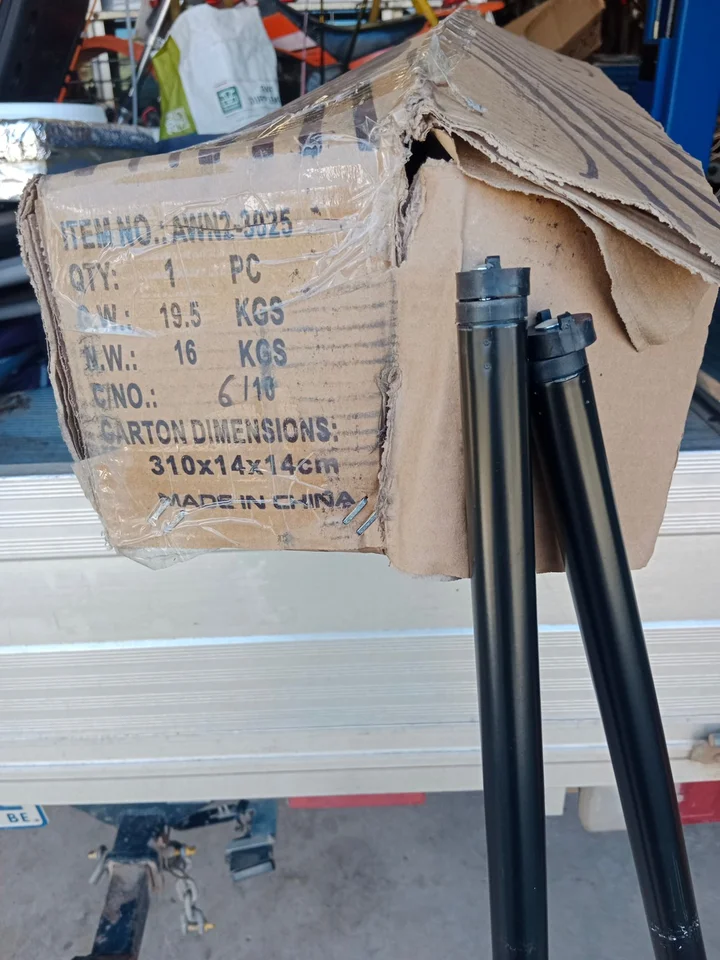 ITEM NO.: AWN2-3025
QTY: 1 PC
G.W.: 19.5 KGS
N.W.: 16 KGS
C/NO.: 6/10
CARTON DIMENSIONS:
310x14x14cm
MADE IN CHINA
BE